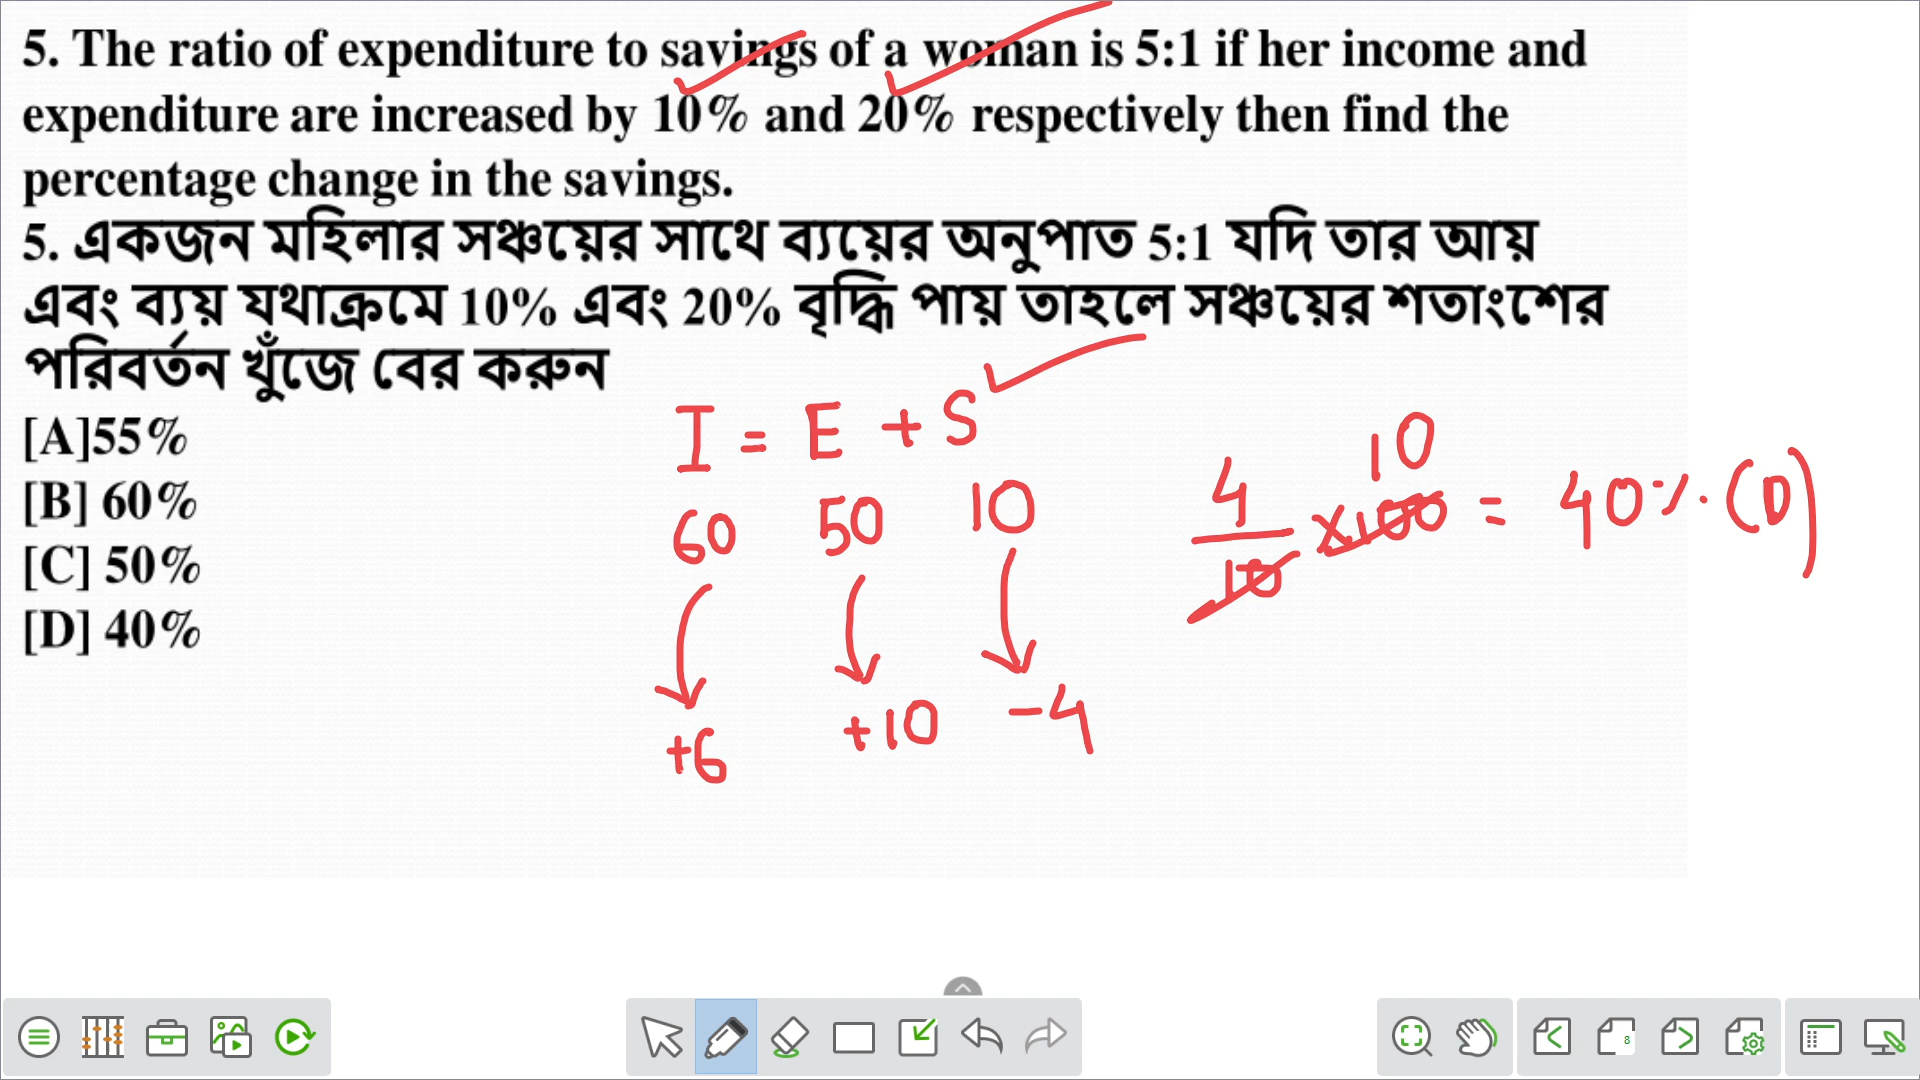 5. The ratio of expenditure to savings of a woman is 5:1 if her income and
expenditure are increased by 10% and 20% respectively then find the
percentage change in the savings.
5. একজন মহিলার সঞ্চয়ের সাথে ব্যয়ের অনুপাত 5:1 যদি তার আয়
এবং ব্যয় যথাক্রমে 10% এবং 20% বৃদ্ধি পায় তাহলে সঞ্চয়ের শতাংশের
পরিবর্তন খুঁজে বের করুন
[A]55%
[B] 60%
[C] 50%
[D] 40%
I = E + S
60 50 10
+6 +10 -4
10
4/10 ×100 = 40%. (D)
8